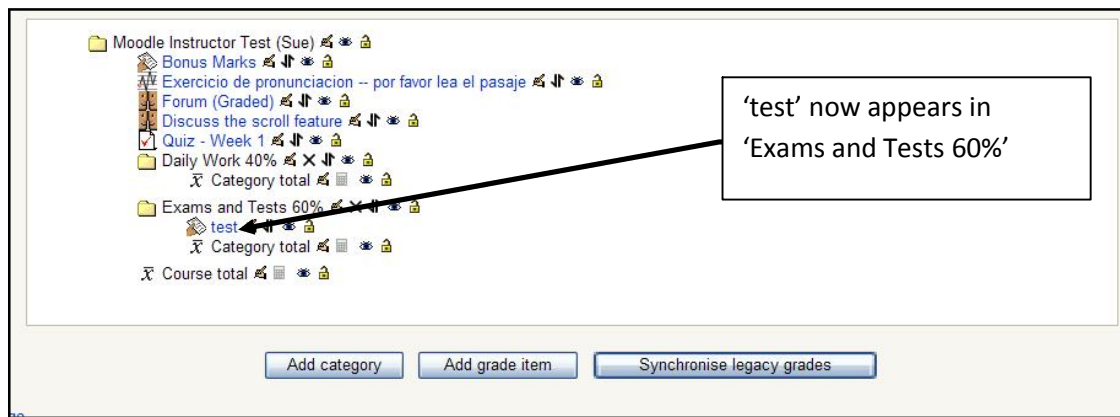 Moodle Instructor Test (Sue)
Bonus Marks
Exercicio de pronunciacion -- por favor lea el pasaje
Forum (Graded)
Discuss the scroll feature
Quiz - Week 1
Daily Work 40%
x̄ Category total
Exams and Tests 60%
test
x̄ Category total
x̄ Course total
‘test’ now appears in
‘Exams and Tests 60%’
Add category Add grade item Synchronise legacy grades